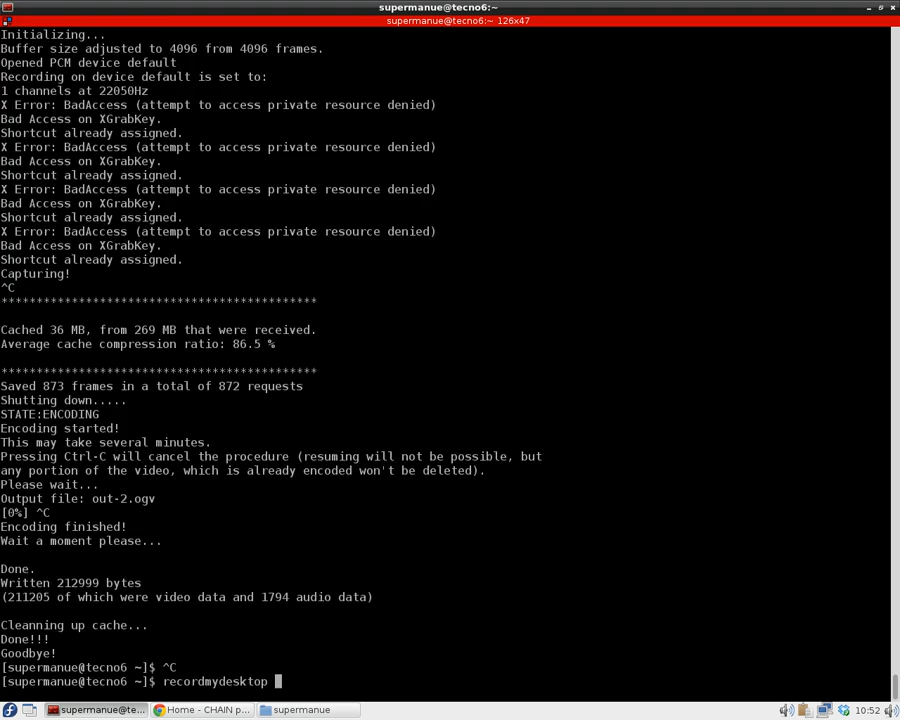 supermanue@tecno6:~
supermanue@tecno6:~ 126x47
Initializing...
Buffer size adjusted to 4096 from 4096 frames.
Opened PCM device default
Recording on device default is set to:
1 channels at 22050Hz
X Error: BadAccess (attempt to access private resource denied)
Bad Access on XGrabKey.
Shortcut already assigned.
X Error: BadAccess (attempt to access private resource denied)
Bad Access on XGrabKey.
Shortcut already assigned.
X Error: BadAccess (attempt to access private resource denied)
Bad Access on XGrabKey.
Shortcut already assigned.
X Error: BadAccess (attempt to access private resource denied)
Bad Access on XGrabKey.
Shortcut already assigned.
Capturing!
^C
*********************************************
Cached 36 MB, from 269 MB that were received.
Average cache compression ratio: 86.5 %
*********************************************
Saved 873 frames in a total of 872 requests
Shutting down.....
STATE:ENCODING
Encoding started!
This may take several minutes.
Pressing Ctrl-C will cancel the procedure (resuming will not be possible, but
any portion of the video, which is already encoded won't be deleted).
Please wait...
Output file: out-2.ogv
[0%] ^C
Encoding finished!
Wait a moment please...
Done.
Written 212999 bytes
(211205 of which were video data and 1794 audio data)
Cleanning up cache...
Done!!!
Goodbye!
[supermanue@tecno6 ~]$ ^C
[supermanue@tecno6 ~]$ recordmydesktop
supermanue@te... Home - CHAIN p... supermanue 10:52